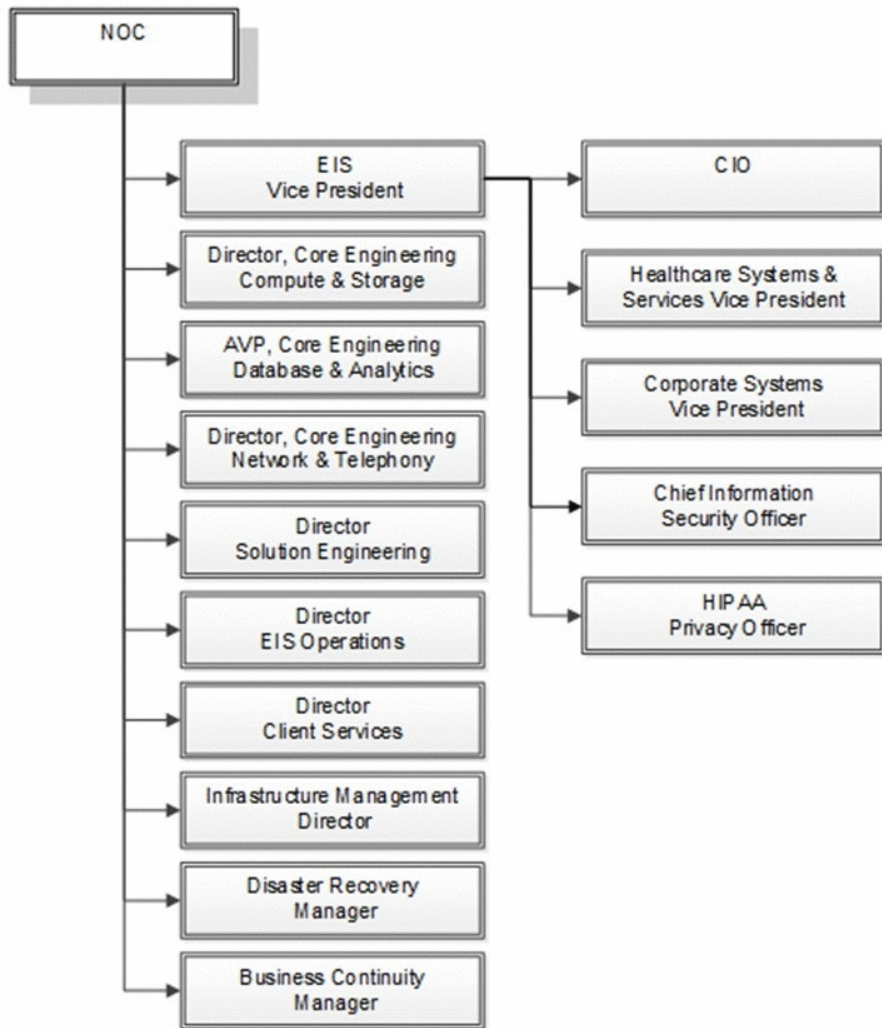 NOC
EIS
Vice President
Director, Core Engineering
Compute & Storage
AVP, Core Engineering
Database & Analytics
Director, Core Engineering
Network & Telephony
Director
Solution Engineering
Director
EIS Operations
Director
Client Services
Infrastructure Management
Director
Disaster Recovery
Manager
Business Continuity
Manager
CIO
Healthcare Systems &
Services Vice President
Corporate Systems
Vice President
Chief Information
Security Officer
HIPAA
Privacy Officer